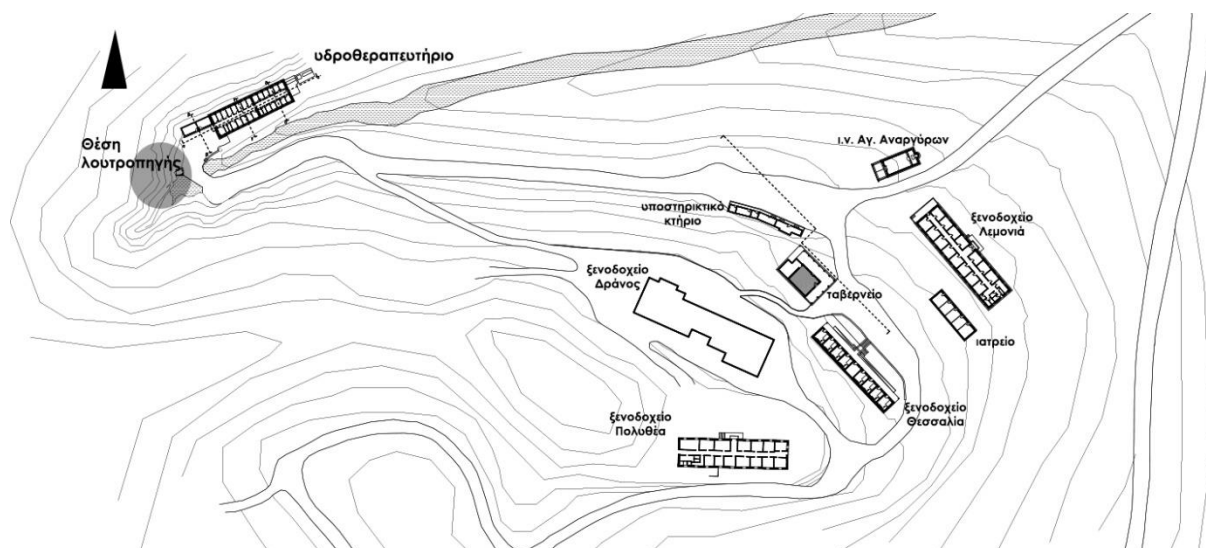 υδροθεραπευτήριο
Θέση
λουτροπηγής
ι.ν. Αγ. Αναργύρων
υποστηρικτικό
κτήριο
ξενοδοχείο
Λεμονιά
ξενοδοχείο
Δράνος
ταβερνείο
ιατρείο
ξενοδοχείο
Θεσσαλία
ξενοδοχείο
Πολυθέα